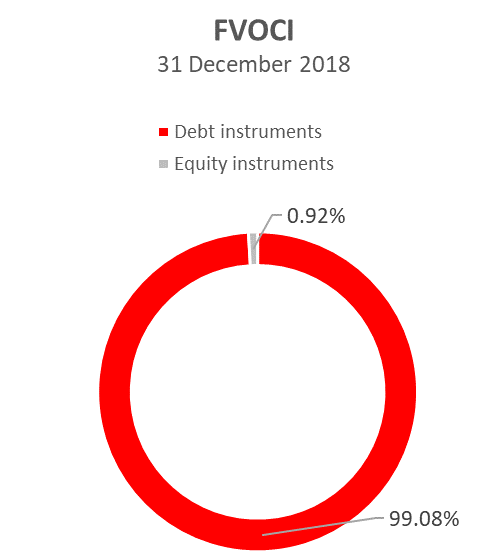 FVOCI
31 December 2018
Debt instruments
Equity instruments
0.92%
99.08%